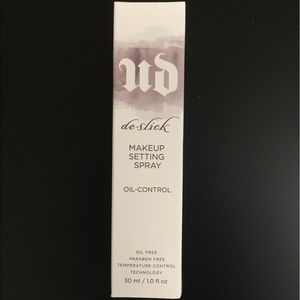 UD
de-slick
MAKEUP
SETTING
SPRAY
OIL-CONTROL
OIL FREE
PARABEN FREE
TEMPERATURE CONTROL
TECHNOLOGY
30 ml / 1.0 fl oz